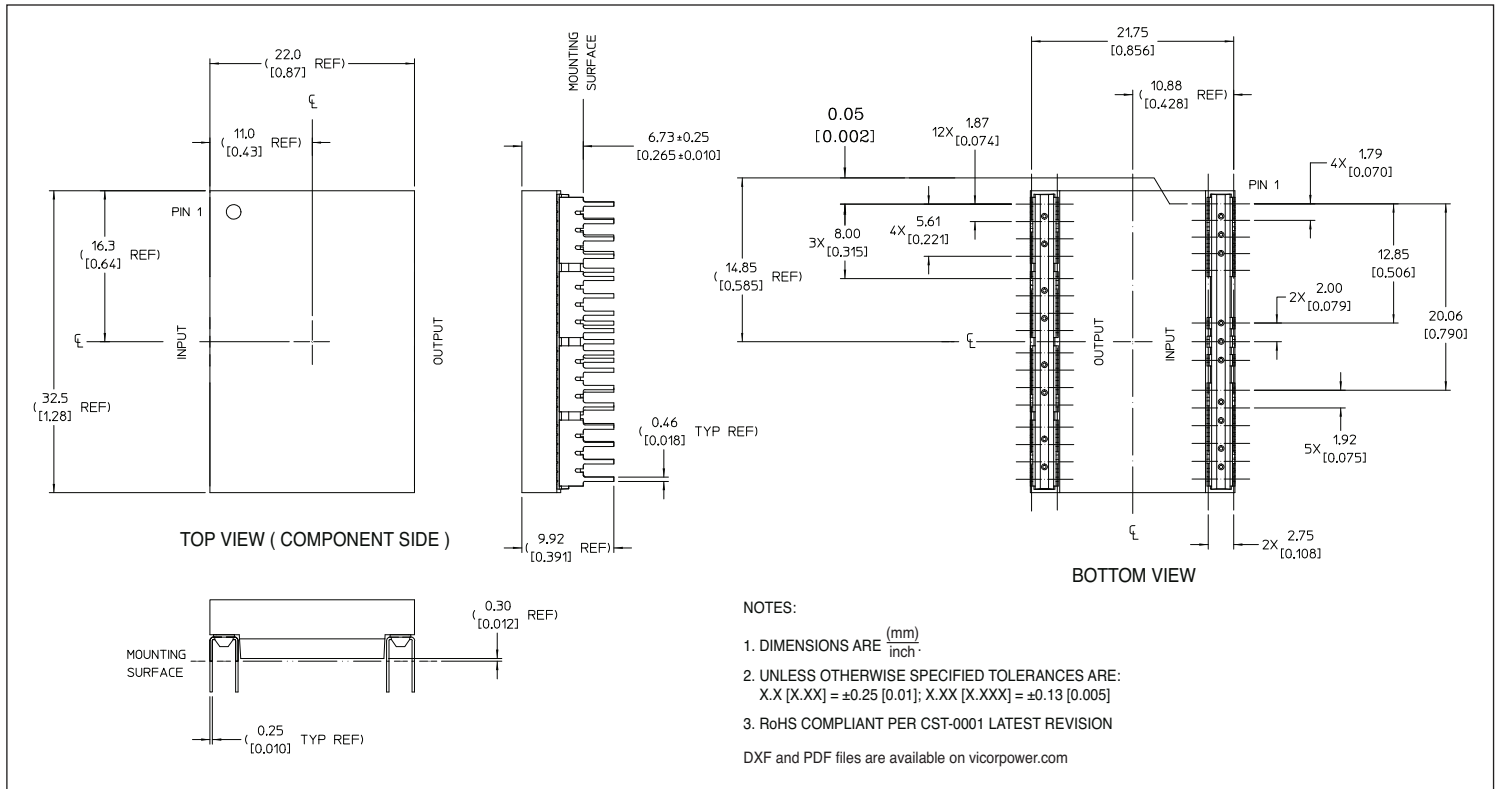 22.0
( [0.87] REF)
℄
11.0
( [0.43] REF)
PIN 1
16.3
( [0.64] REF)
℄
INPUT
OUTPUT
32.5
( [1.28] REF)
TOP VIEW ( COMPONENT SIDE )
MOUNTING
SURFACE
6.73±0.25
[0.265±0.010]
0.46
( [0.018] TYP REF)
9.92
( [0.391] REF)
MOUNTING
SURFACE
0.30
( [0.012] REF)
0.25
( [0.010] TYP REF)
21.75
[0.856]
10.88
( [0.428] REF)
0.05
[0.002]
12X 1.87
[0.074]
4X 1.79
[0.070]
PIN 1
3X 8.00
[0.315]
4X 5.61
[0.221]
14.85
( [0.585] REF)
12.85
[0.506]
2X 2.00
[0.079]
20.06
[0.790]
℄
OUTPUT
INPUT
5X 1.92
[0.075]
℄
2X 2.75
[0.108]
BOTTOM VIEW
NOTES:
1. DIMENSIONS ARE (mm)
inch.
2. UNLESS OTHERWISE SPECIFIED TOLERANCES ARE:
X.X [X.XX] = ±0.25 [0.01]; X.XX [X.XXX] = ±0.13 [0.005]
3. RoHS COMPLIANT PER CST-0001 LATEST REVISION
DXF and PDF files are available on vicorpower.com